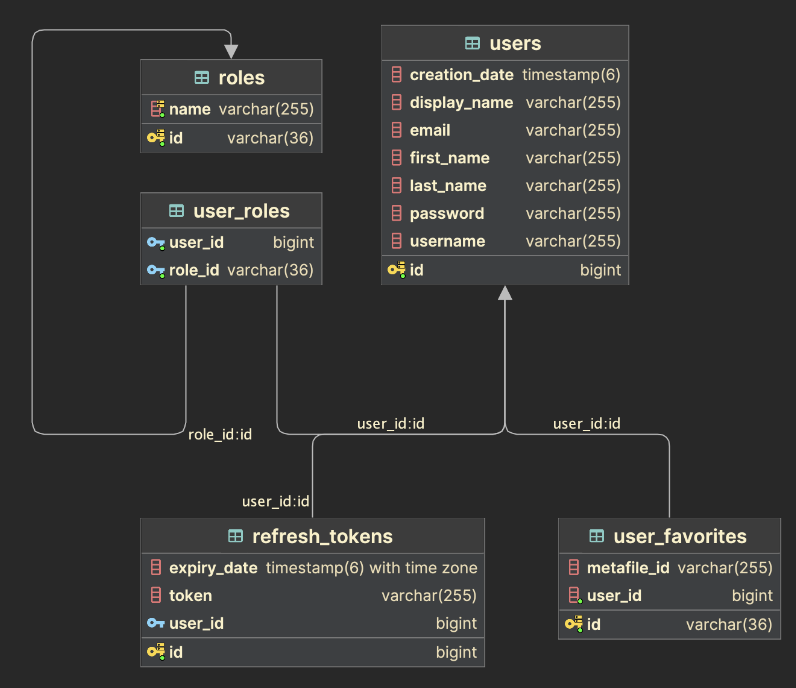 roles
name varchar(255)
id varchar(36)
users
creation_date timestamp(6)
display_name varchar(255)
email varchar(255)
first_name varchar(255)
last_name varchar(255)
password varchar(255)
username varchar(255)
id bigint
user_roles
user_id bigint
role_id varchar(36)
role_id:id
user_id:id
user_id:id
user_id:id
refresh_tokens
expiry_date timestamp(6) with time zone
token varchar(255)
user_id bigint
id bigint
user_favorites
metafile_id varchar(255)
user_id bigint
id varchar(36)